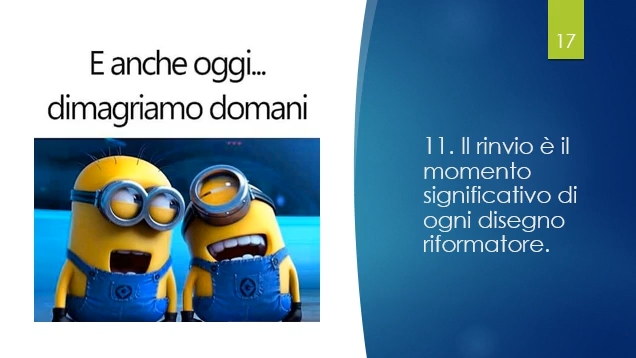 E anche oggi...
dimagriamo domani
17
11. Il rinvio è il
momento
significativo di
ogni disegno
riformatore.